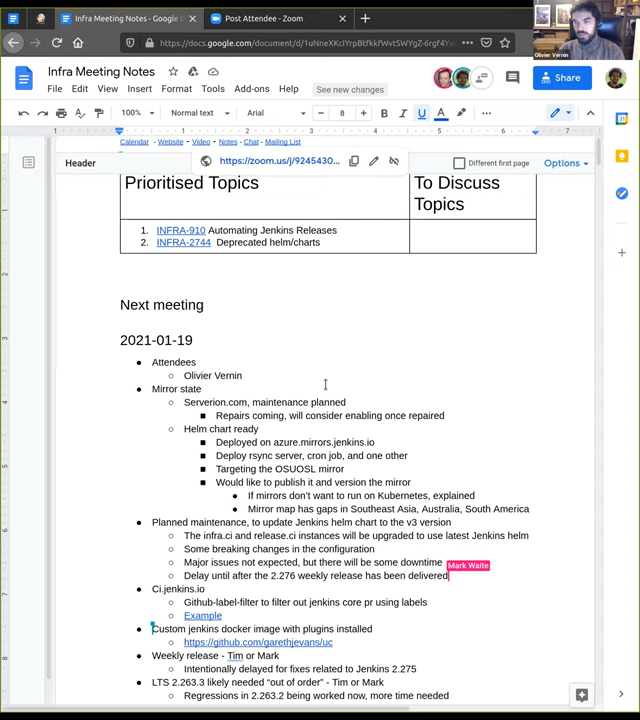 Infra Meeting Notes - Google D
Post Attendee - Zoom
https://docs.google.com/document/d/1uNneXKcIYrpBtfkkfWvtSWYgZ-6rgf4Yv
Olivier Vernin
Infra Meeting Notes
File Edit View Insert Format Tools Add-ons Help See new changes
Share
100% Normal text Arial 8 B I U A
1 1 2 3 4 5 6 7
Calendar - Website - Video - Notes - Chat - Mailing List
Header
https://zoom.us/j/9245430...
Different first page
Options
Prioritised Topics
To Discuss Topics
1. INFRA-910 Automating Jenkins Releases
2. INFRA-2744 Deprecated helm/charts
Next meeting
2021-01-19
● Attendees
○ Olivier Vernin
● Mirror state
○ Serverion.com, maintenance planned
■ Repairs coming, will consider enabling once repaired
○ Helm chart ready
■ Deployed on azure.mirrors.jenkins.io
■ Deploy rsync server, cron job, and one other
■ Targeting the OSUOSL mirror
■ Would like to publish it and version the mirror
● If mirrors don't want to run on Kubernetes, explained
● Mirror map has gaps in Southeast Asia, Australia, South America
● Planned maintenance, to update Jenkins helm chart to the v3 version
○ The infra.ci and release.ci instances will be upgraded to use latest Jenkins helm
○ Some breaking changes in the configuration
○ Major issues not expected, but there will be some downtime
Mark Waite
○ Delay until after the 2.276 weekly release has been delivered
● Ci.jenkins.io
○ Github-label-filter to filter out jenkins core pr using labels
○ Example
● Custom jenkins docker image with plugins installed
○ https://github.com/garethjevans/uc
● Weekly release - Tim or Mark
○ Intentionally delayed for fixes related to Jenkins 2.275
● LTS 2.263.3 likely needed "out of order" - Tim or Mark
○ Regressions in 2.263.2 being worked now, more time needed